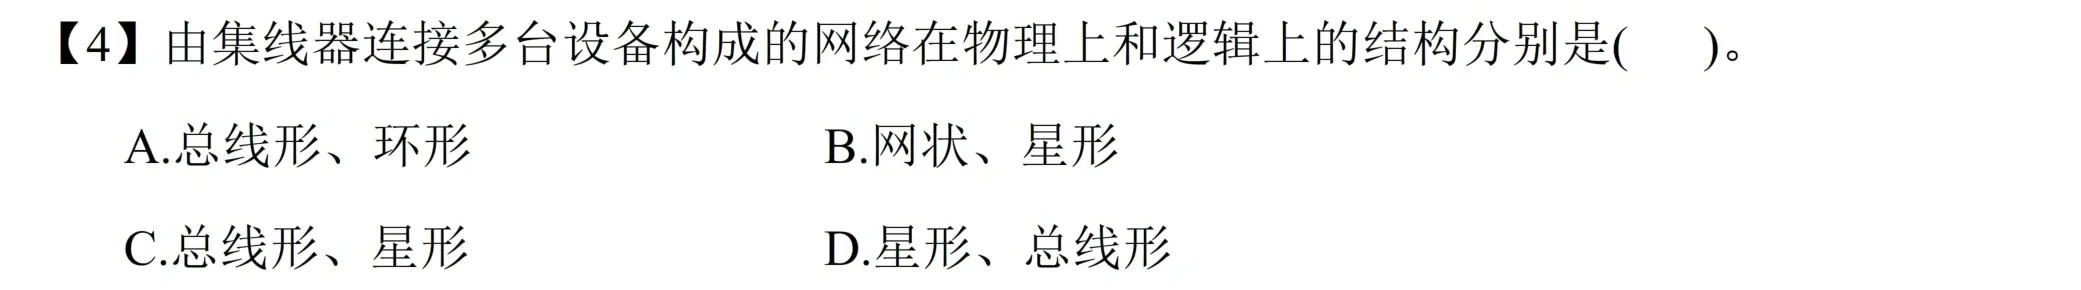 【4】由集线器连接多台设备构成的网络在物理上和逻辑上的结构分别是(  )。
A.总线形、环形 B.网状、星形
C.总线形、星形 D.星形、总线形